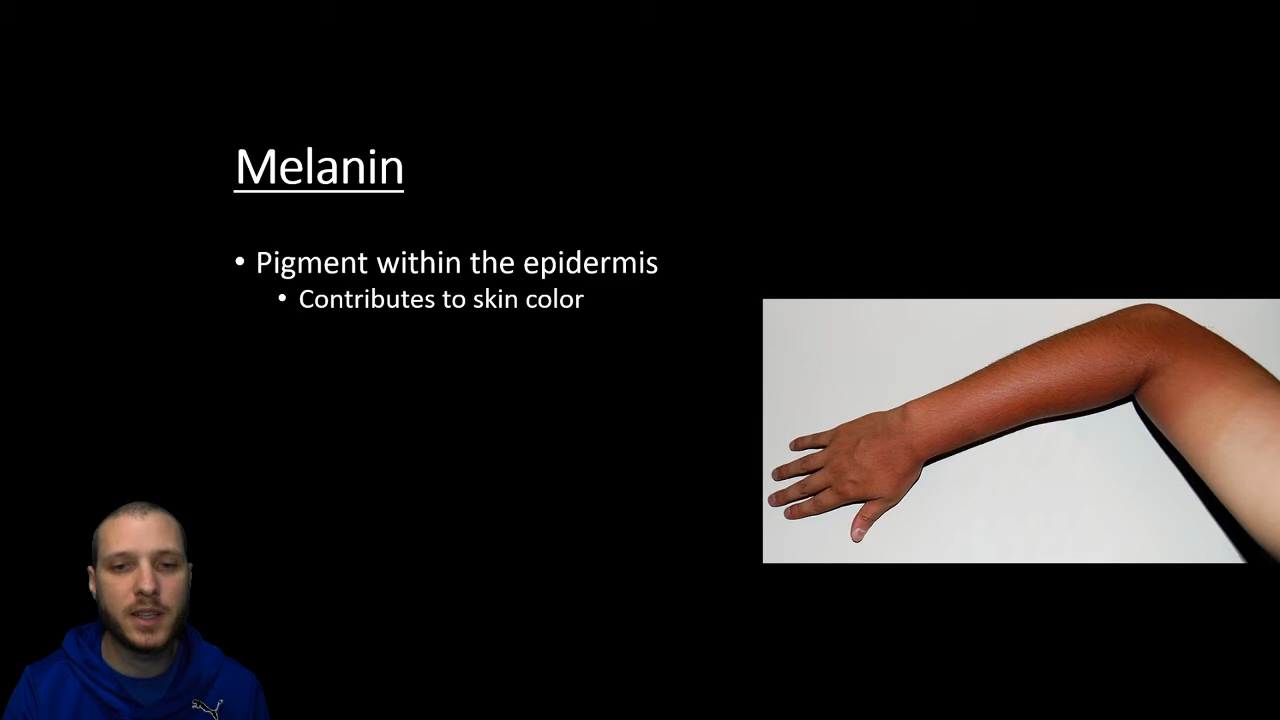 Melanin
• Pigment within the epidermis
• Contributes to skin color